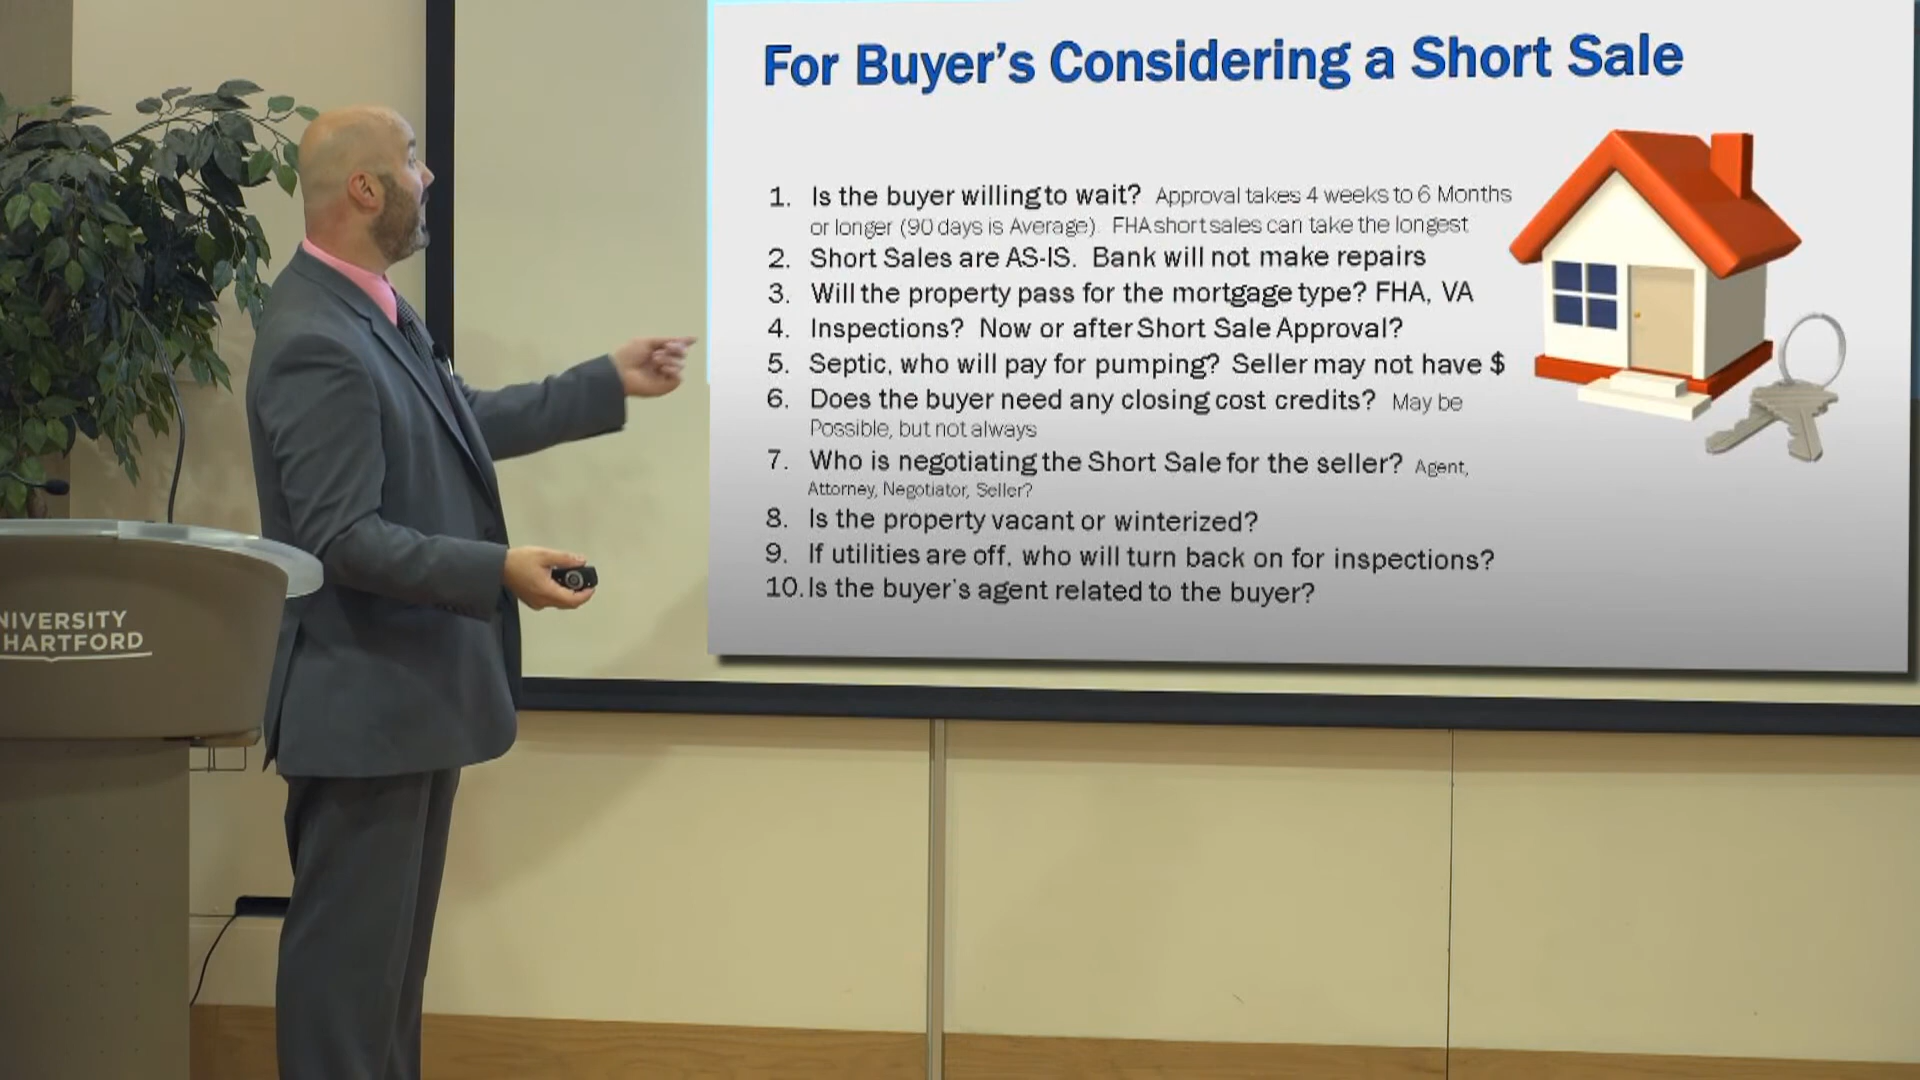 For Buyer's Considering a Short Sale
1. Is the buyer willing to wait? Approval takes 4 weeks to 6 Months
or longer (90 days is Average). FHA short sales can take the longest
2. Short Sales are AS-IS. Bank will not make repairs
3. Will the property pass for the mortgage type? FHA, VA
4. Inspections? Now or after Short Sale Approval?
5. Septic, who will pay for pumping? Seller may not have $
6. Does the buyer need any closing cost credits? May be
Possible, but not always
7. Who is negotiating the Short Sale for the seller? Agent,
Attorney, Negotiator, Seller?
8. Is the property vacant or winterized?
9. If utilities are off, who will turn back on for inspections?
10. Is the buyer's agent related to the buyer?
NIVERSITY
HARTFORD